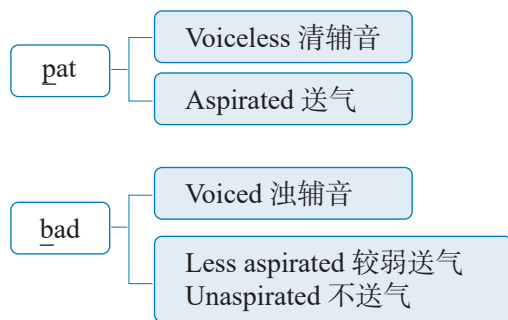 pat
Voiceless 清辅音
Aspirated 送气
bad
Voiced 浊辅音
Less aspirated 较弱送气
Unaspirated 不送气